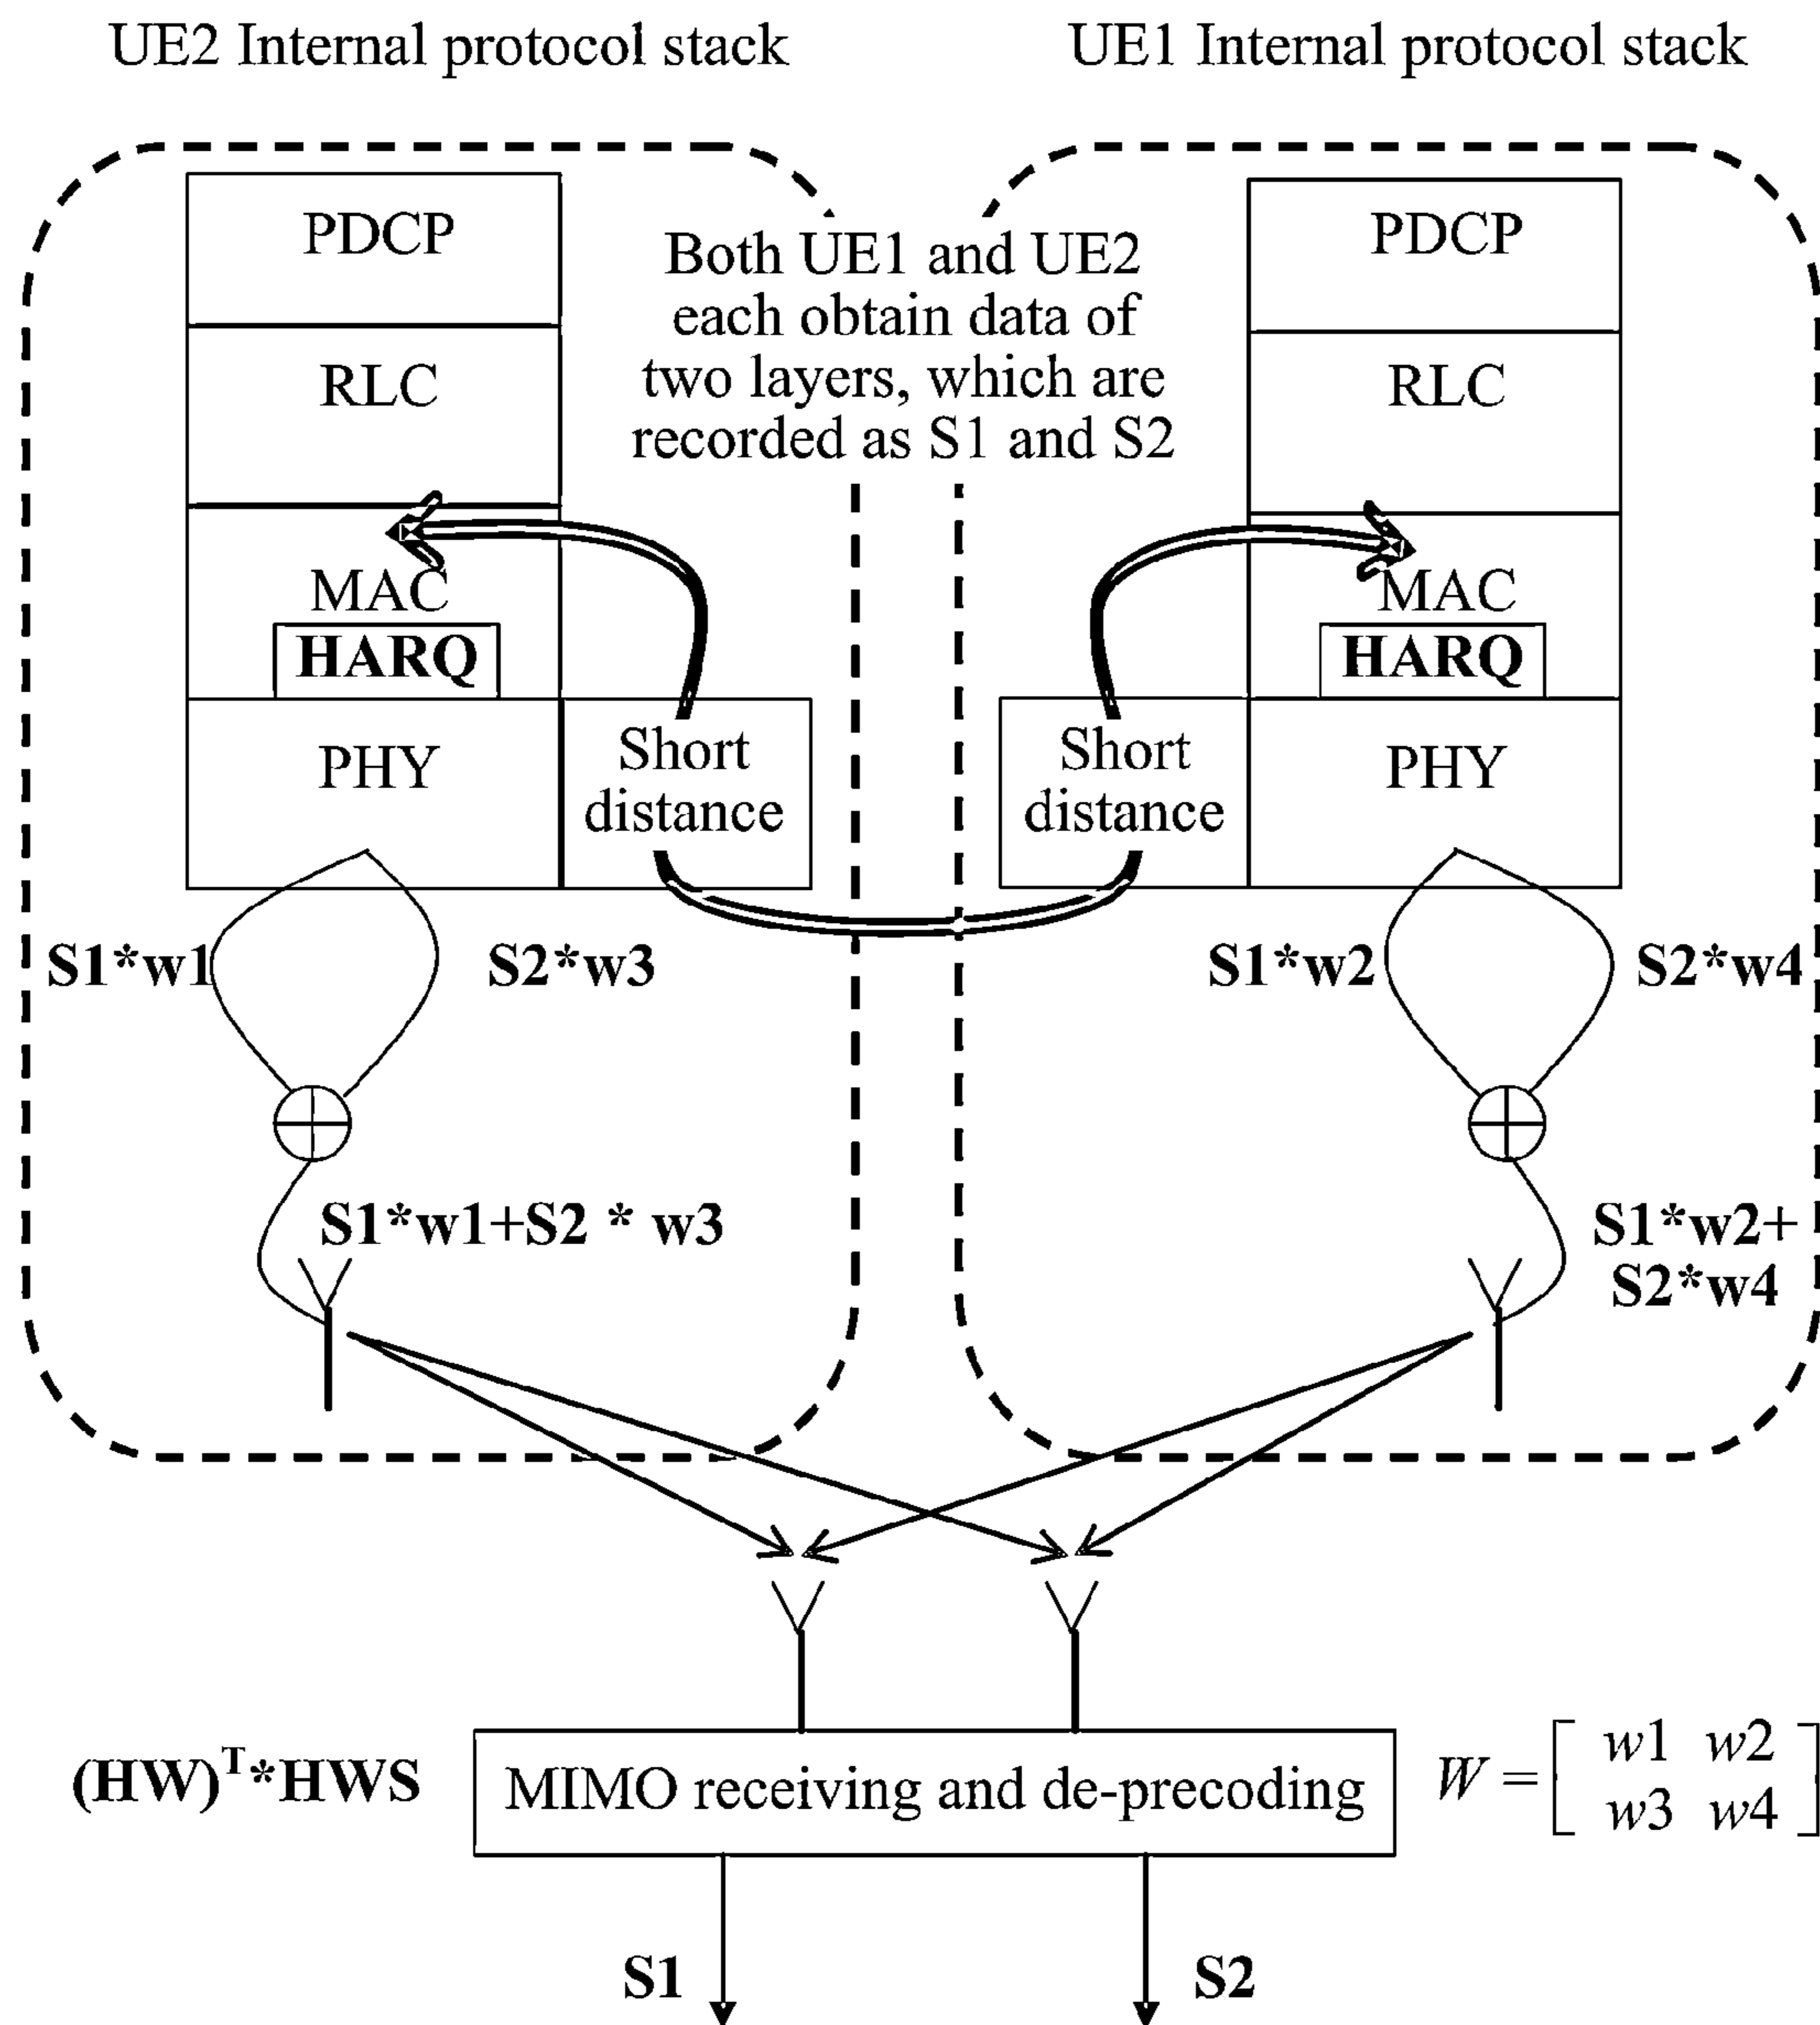 UE2 Internal protocol stack
UE1 Internal protocol stack
PDCP
RLC
MAC
HARQ
PHY
Short
distance
Both UE1 and UE2
each obtain data of
two layers, which are
recorded as S1 and S2
PDCP
RLC
MAC
HARQ
Short
distance
PHY
S1*w1
S2*w3
S1*w2
S2*w4
S1*w1+S2 * w3
S1*w2+
S2*w4
(HW)ᵀ*HWS
MIMO receiving and de-precoding
W = [ w1 w2
w3 w4 ]
S1
S2